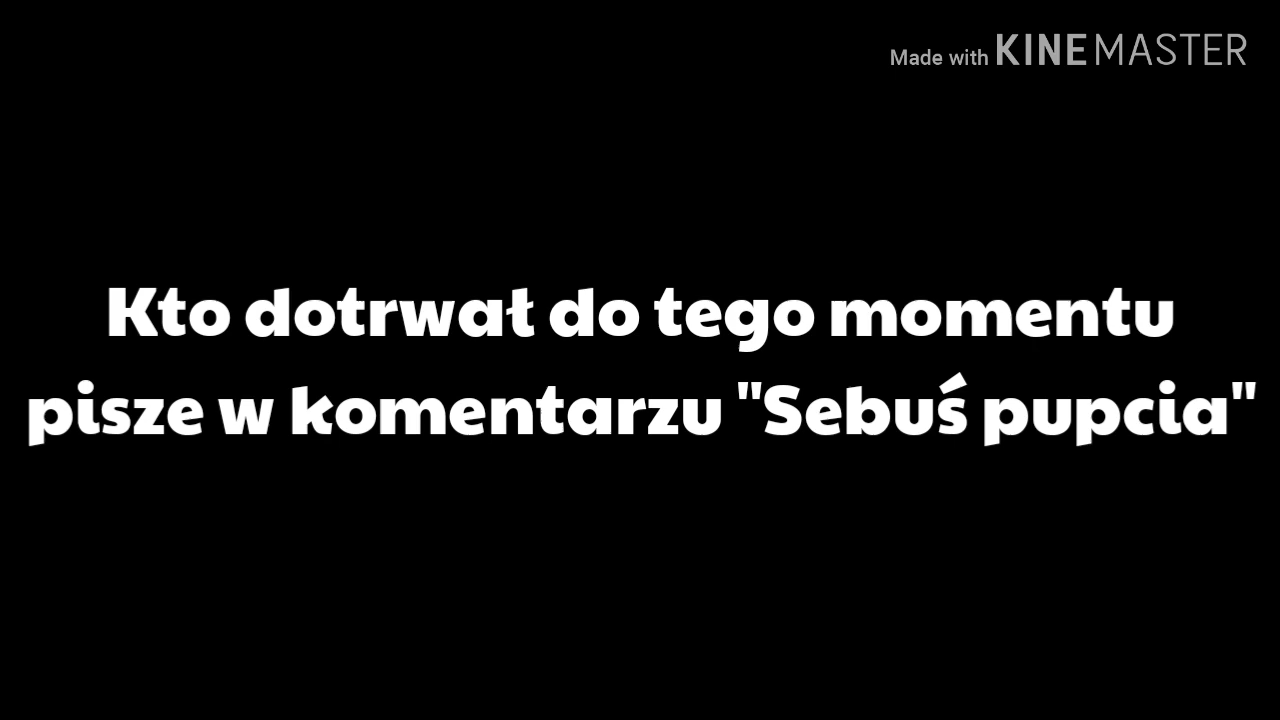 Made with KINEMASTER
Kto dotrwał do tego momentu
pisze w komentarzu "Sebuś pupcia"